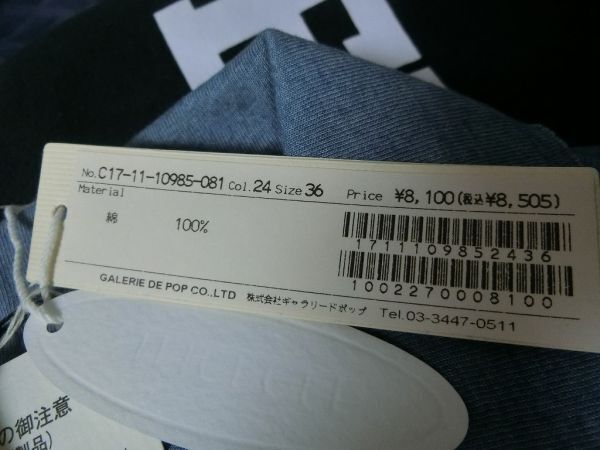 No.C17-11-10985-081 Col.24 Size 36 Price ¥8,100(税込¥8,505)
Material
綿 100%
1711109852436
1002270008100
GALERIE DE POP CO.,LTD 株式会社ギャラリードポップ Tel.03-3447-0511
の御注意
製品)